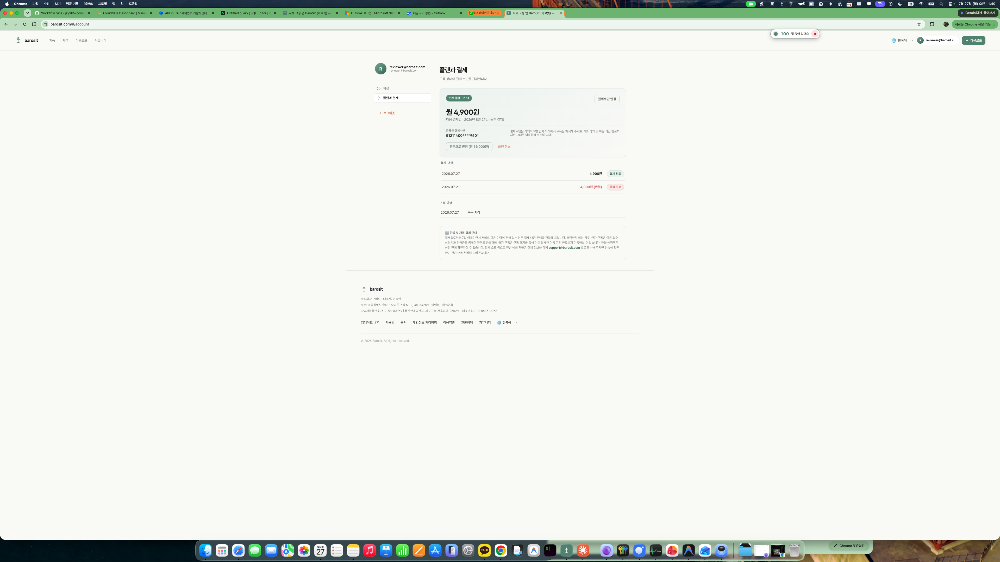 Chrome 파일 수정 보기 방문 기록 북마크 프로필 탭 창 도움말
7월 27일 (월) 오전 11:40
Workflow runs · jay365-code
Cloudflare Dashboard | Mana
API 키 | 토스페이먼츠 개발자센터
Untitled query | SQL Editor |
자세 교정 앱 BaroSit (바로씻) —
Outlook 로그인 | Microsoft 365
메일 - 이 종현 - Outlook
✅토스페이먼츠 추가 요
자세 교정 앱 BaroSit (바로씻) —
Gemini에게 물어보기
barosit.com/#/account
새로운 Chrome 사용 가능
100 잘 앉아 있어요
barosit
기능 가격 다운로드 커뮤니티
한국어 ·
R reviewer@barosit.c...
→ 다운로드
R
reviewer@barosit.com
reviewer@barosit.com
계정
플랜과 결제
→ 로그아웃
플랜과 결제
구독 상태와 결제 수단을 관리합니다.
현재 플랜 · PRO
결제수단 변경
월 4,900원
다음 결제일 · 2026년 8월 27일 (월간 결제)
등록된 결제수단
51211400****950*
결제수단을 삭제하려면 먼저 아래에서 구독을 해지해 주세요. 해지 후에도 이용 기간 만료까
지는 그대로 이용하실 수 있습니다.
연간으로 변경 (연 36,000원)
플랜 취소
결제 내역
2026.07.27 4,900원 결제 완료
2026.07.21 -4,900원 (환불) 환불 완료
구독 이력
2026.07.27 구독 시작
환불 및 자동 결제 안내
결제일로부터 7일 이내이면서 서비스 이용 이력이 전혀 없는 경우 결제 대금 전액을 환불해 드립니다. 해당하지 않는 경우, 연간 구독은 이용 일수
상당액과 위약금을 공제한 잔액을 환불하며, 월간 구독은 구독 해지를 통해 이미 결제한 이용 기간 만료까지 이용하실 수 있습니다. 환불 예정액은
신청 전에 확인하실 수 있습니다. 결제 오류 등으로 인한 예외 환불은 결제 정보와 함께 support@barosit.com 으로 접수해 주시면 신속히 확인
하여 전원 수동 처리해 드리겠습니다.
barosit
주식회사 구비드 | 대표자: 이종현
주소: 서울특별시 송파구 오금로15길 5-12, 3층 3425호 (방이동, 정환빌딩)
사업자등록번호: 512-88-00059 | 통신판매업신고: 제 2025-서울송파-2552호 | 대표번호: 010-8635-0058
업데이트 내역 사용법 근거 개인정보 처리방침 이용약관 환불정책 커뮤니티 한국어 ·
© 2026 Barosit. All rights reserved.
월요일
27
TALK
Chrome 맞춤설정